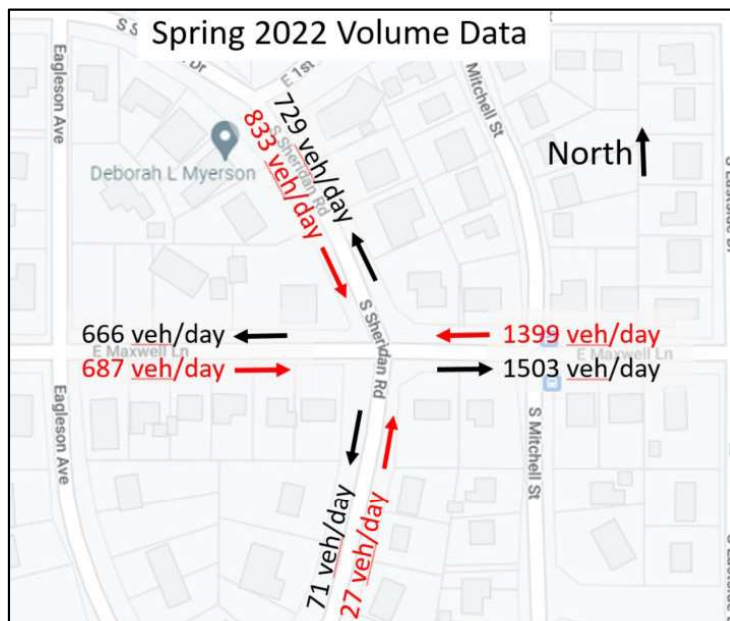 Spring 2022 Volume Data
Eagleson Ave
E 1st
Mitchell St
North
729 veh/day
833 veh/day
S Sheridan Rd
Deborah L Myerson
S Sheridan Rd
666 veh/day
1399 veh/day
E Maxwell Ln
E Maxwell Ln
687 veh/day
1503 veh/day
Eagleson Ave
S Mitchell St
71 veh/day
27 veh/day